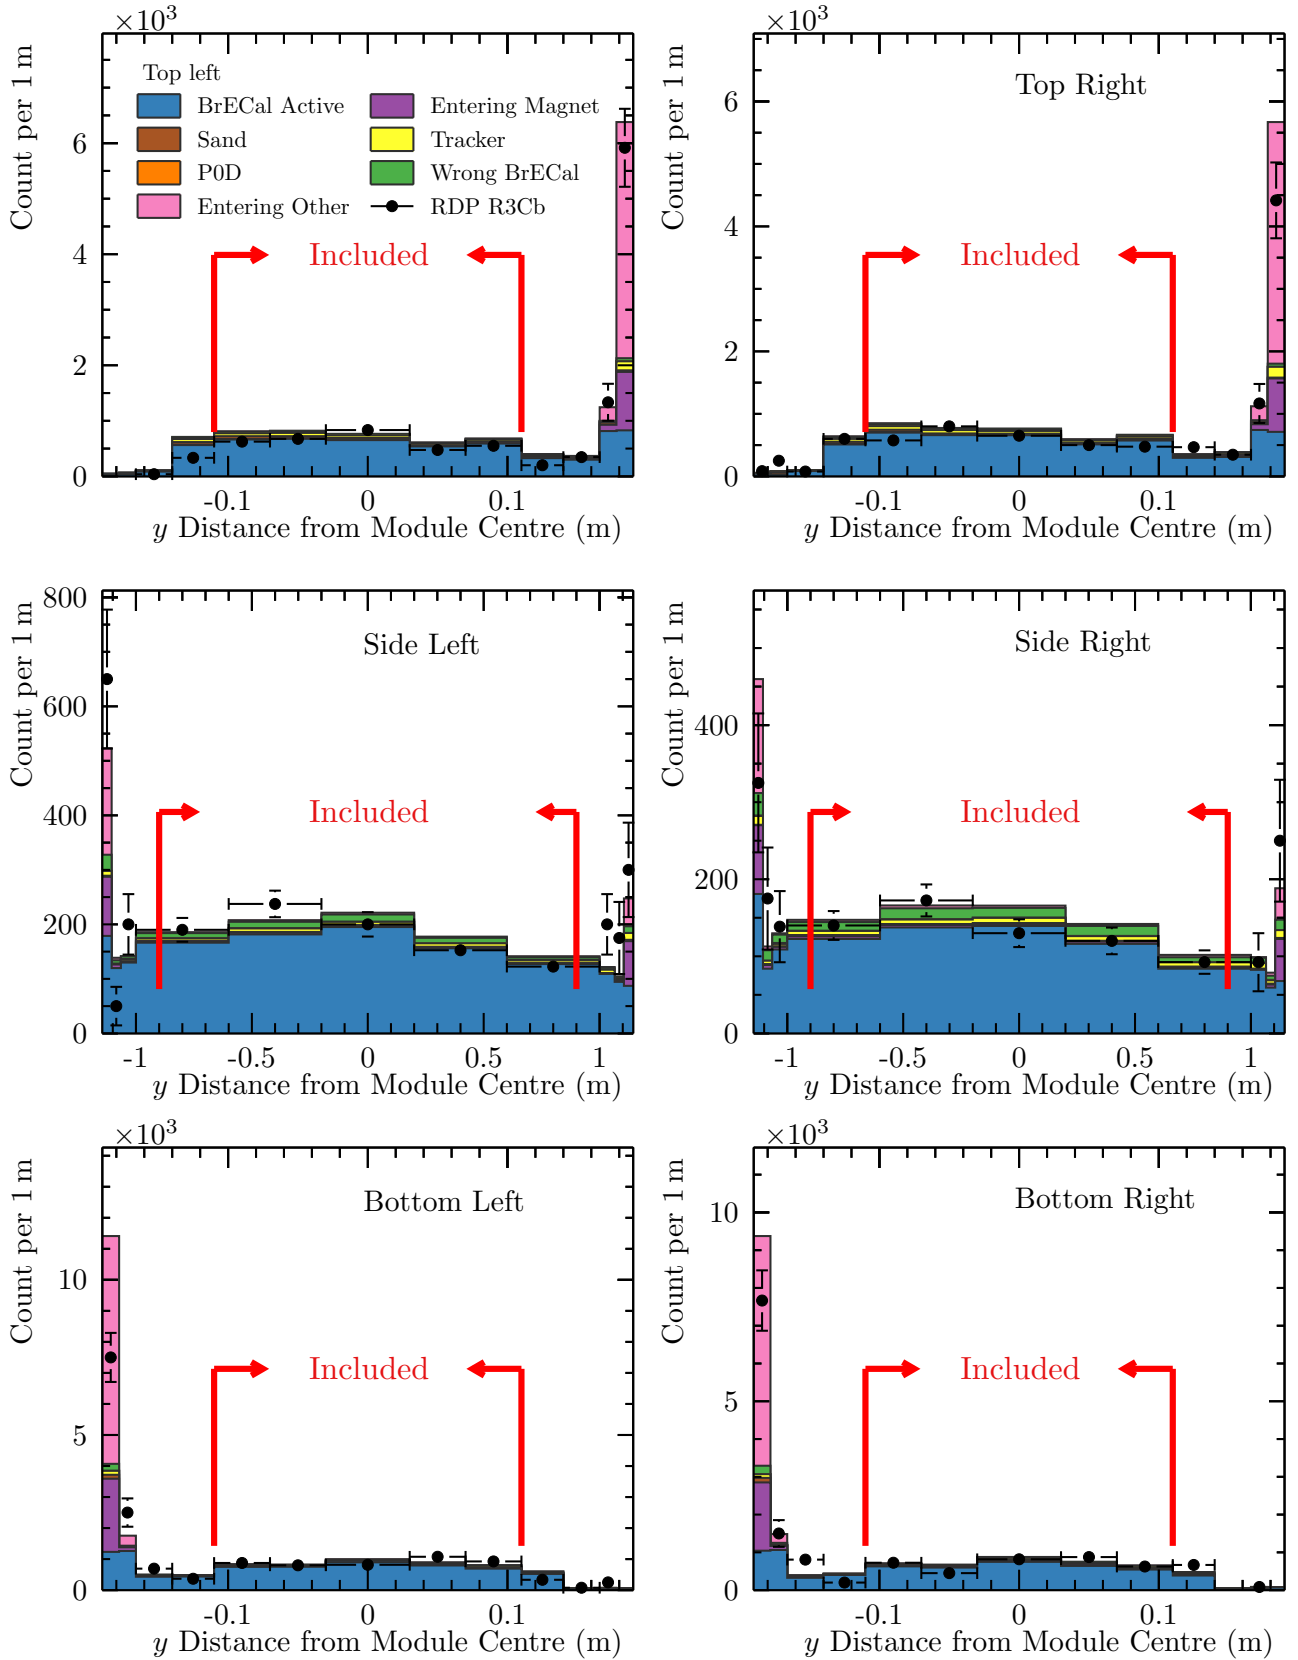 ×10³
Count per 1 m
Top left
BrECal Active
Sand
P0D
Entering Other
Entering Magnet
Tracker
Wrong BrECal
RDP R3Cb
Included
6
4
2
0
-0.1
0
0.1
y Distance from Module Centre (m)
×10³
Count per 1 m
Top Right
Included
6
4
2
0
-0.1
0
0.1
y Distance from Module Centre (m)
Count per 1 m
Side Left
Included
800
600
400
200
0
-1
-0.5
0
0.5
1
y Distance from Module Centre (m)
Count per 1 m
Side Right
Included
400
200
0
-1
-0.5
0
0.5
1
y Distance from Module Centre (m)
×10³
Count per 1 m
Bottom Left
Included
10
5
0
-0.1
0
0.1
y Distance from Module Centre (m)
×10³
Count per 1 m
Bottom Right
Included
10
5
0
-0.1
0
0.1
y Distance from Module Centre (m)